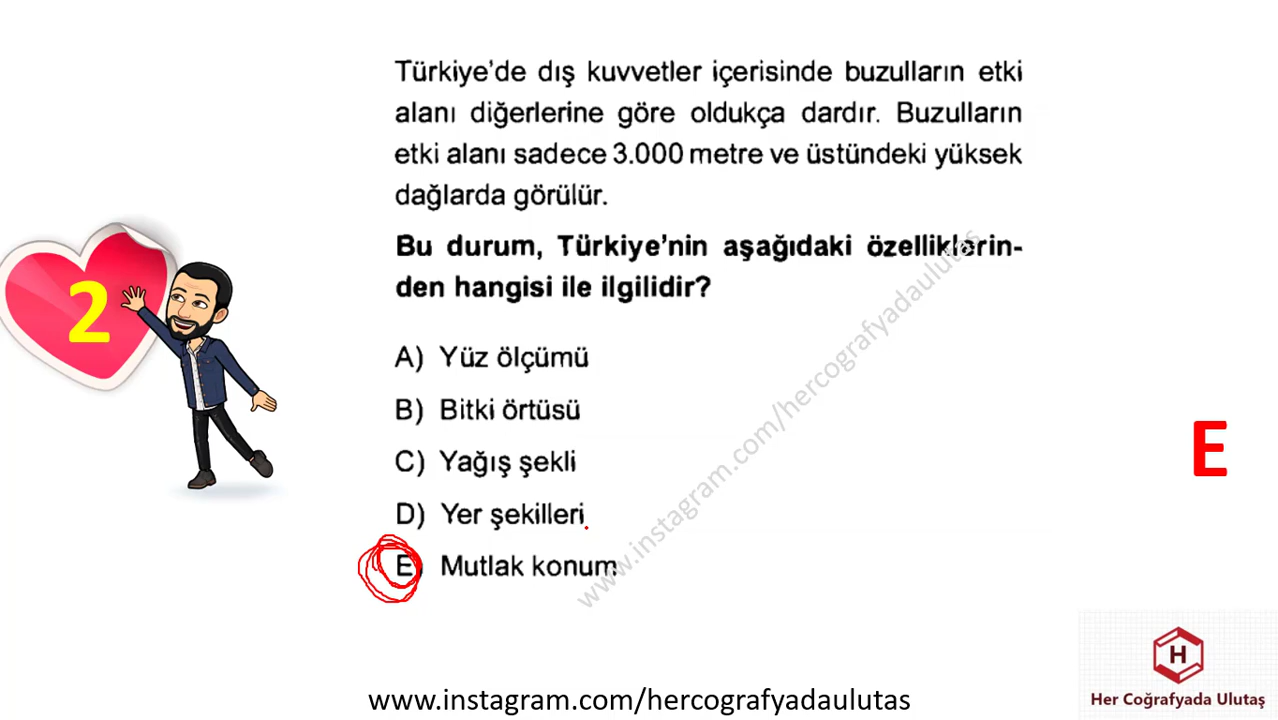 Türkiye'de dış kuvvetler içerisinde buzulların etki
alanı diğerlerine göre oldukça dardır. Buzulların
etki alanı sadece 3.000 metre ve üstündeki yüksek
dağlarda görülür.
Bu durum, Türkiye'nin aşağıdaki özelliklerin-
den hangisi ile ilgilidir?
2
A) Yüz ölçümü
B) Bitki örtüsü
C) Yağış şekli
D) Yer şekilleri
E) Mutlak konum
E
www.instagram.com/hercografyadaulutas
H
Her Coğrafyada Ulutaş
www.instagram.com/hercografyadaulutas